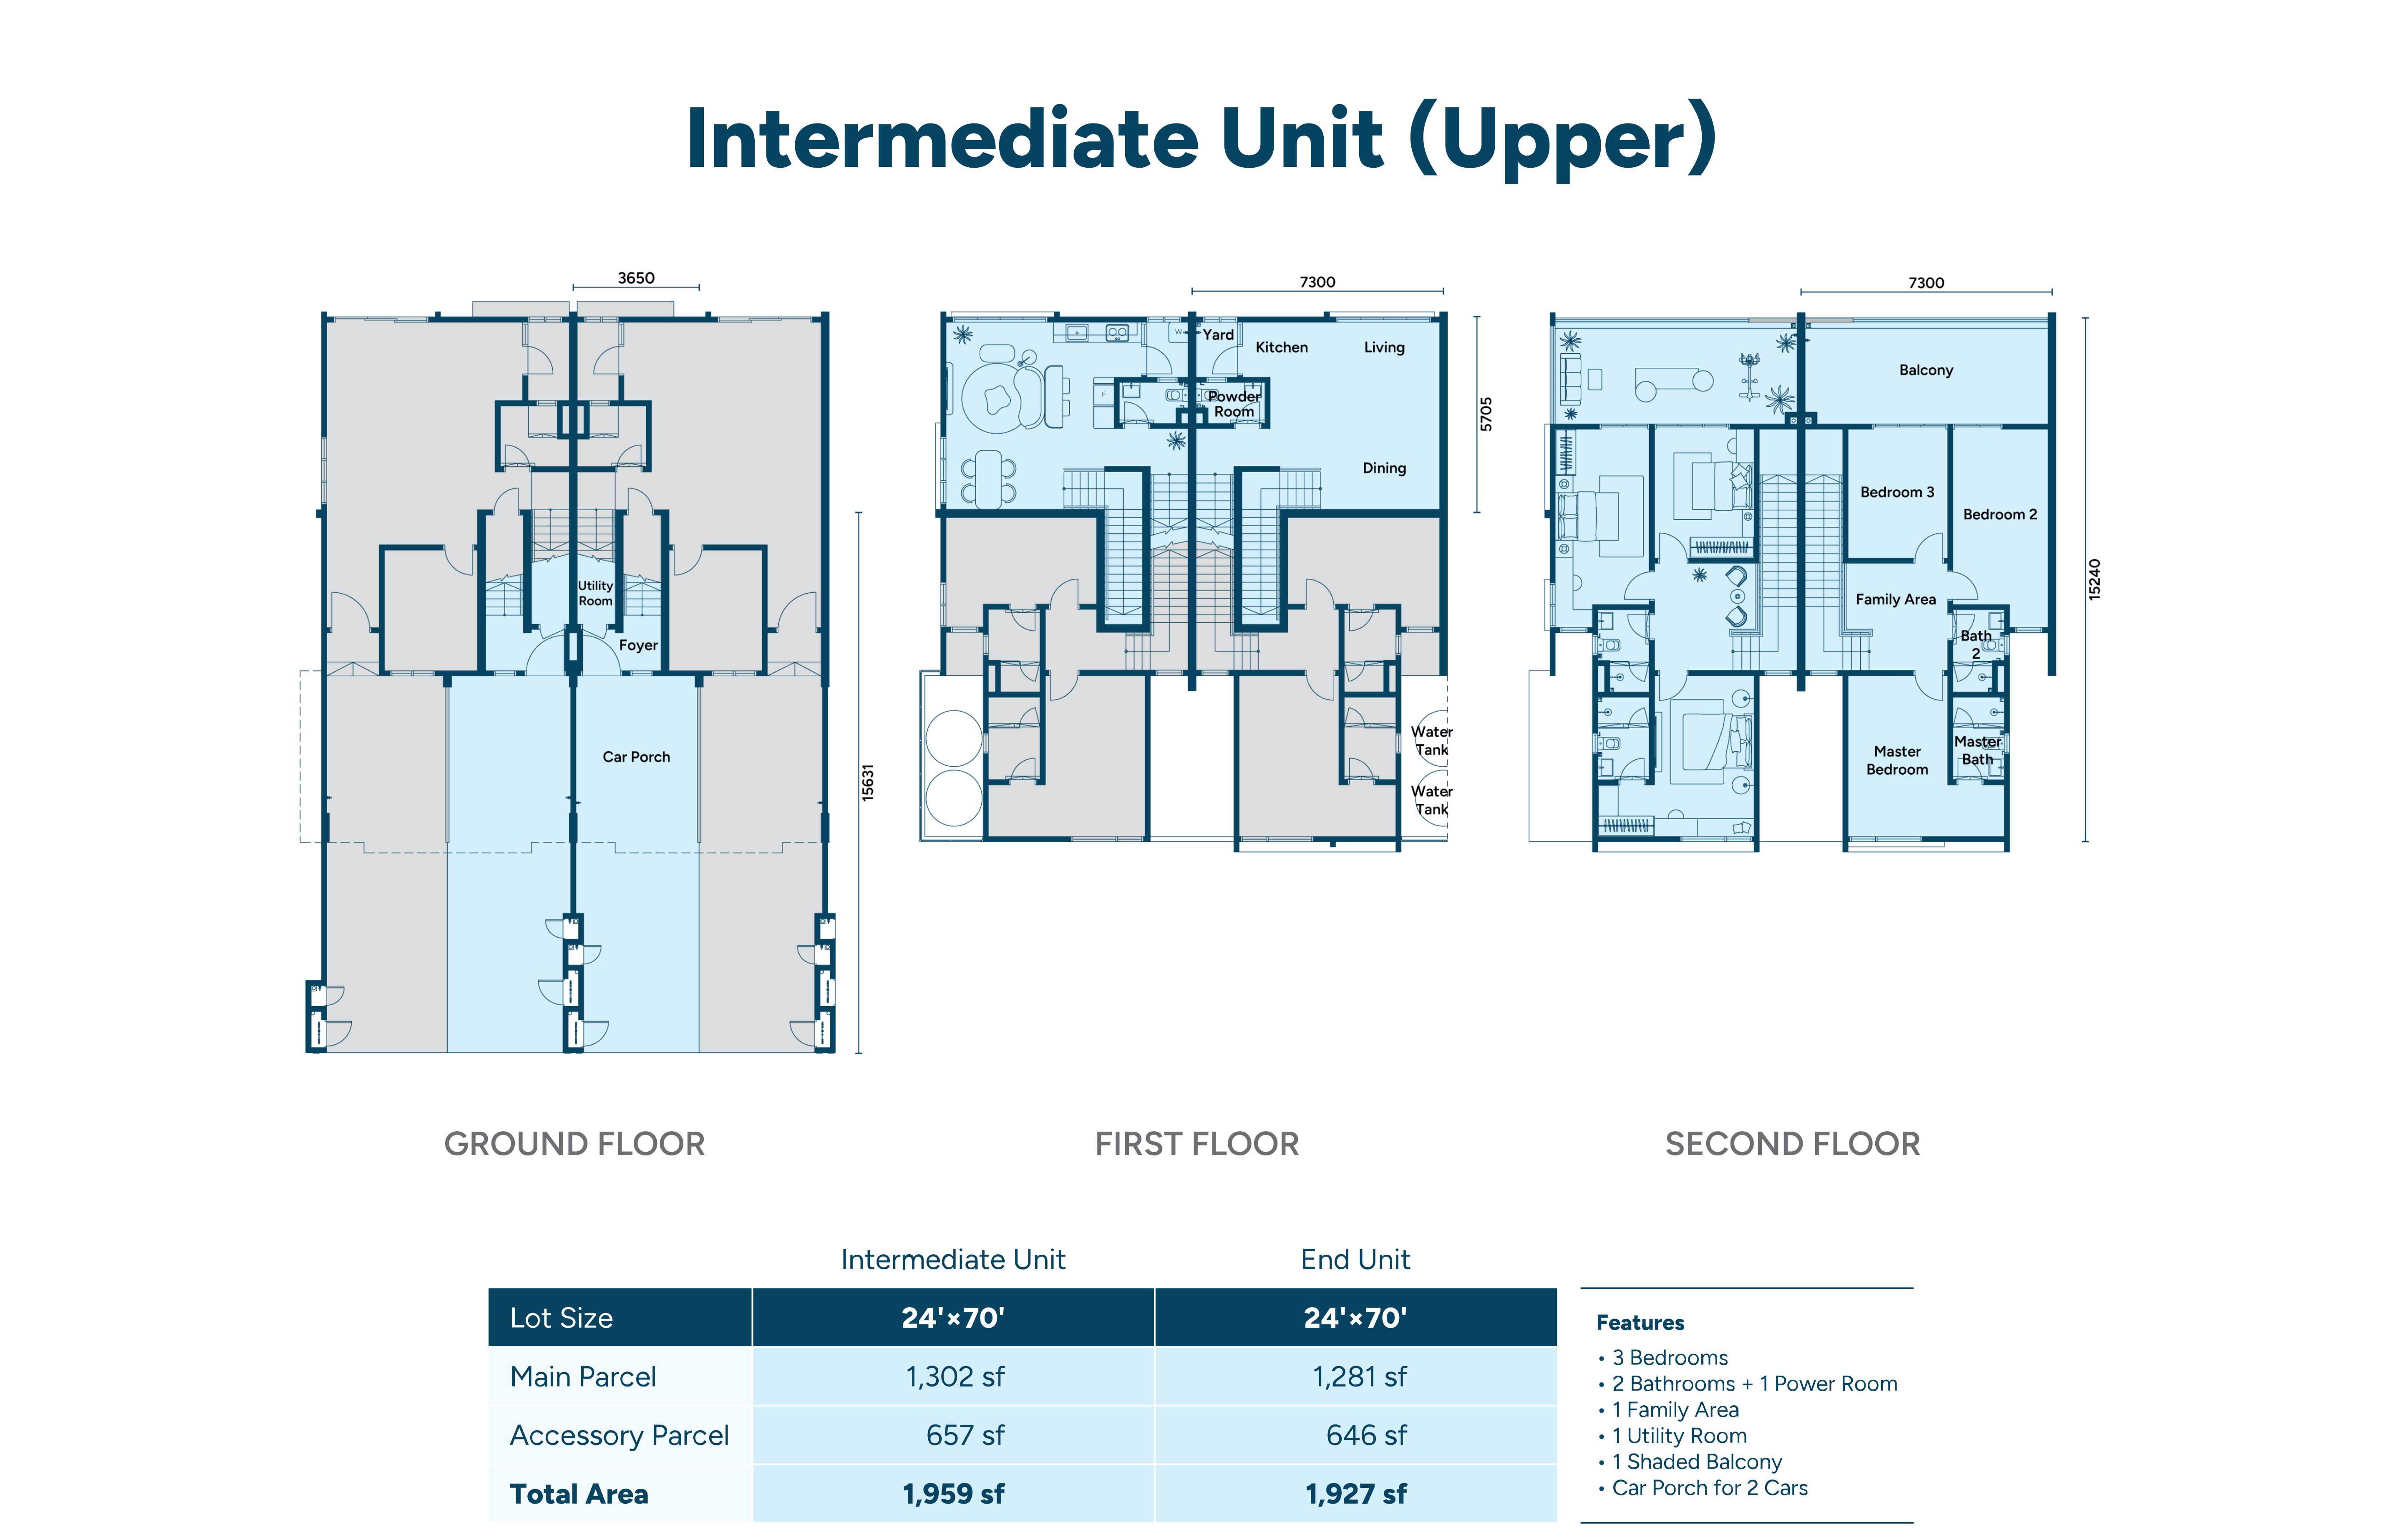 Intermediate Unit (Upper)
3650
Utility
Room
Foyer
Car Porch
15631
GROUND FLOOR
7300
W
Yard
Kitchen
Living
F
Powder
Room
Dining
5705
Water
Tank
Water
Tank
FIRST FLOOR
7300
Balcony
Bedroom 3
Bedroom 2
Family Area
Bath
2
Master
Bedroom
Master
Bath
15240
SECOND FLOOR
Intermediate Unit End Unit
Lot Size 24'×70' 24'×70'
Main Parcel 1,302 sf 1,281 sf
Accessory Parcel 657 sf 646 sf
Total Area 1,959 sf 1,927 sf
Features
• 3 Bedrooms
• 2 Bathrooms + 1 Power Room
• 1 Family Area
• 1 Utility Room
• 1 Shaded Balcony
• Car Porch for 2 Cars